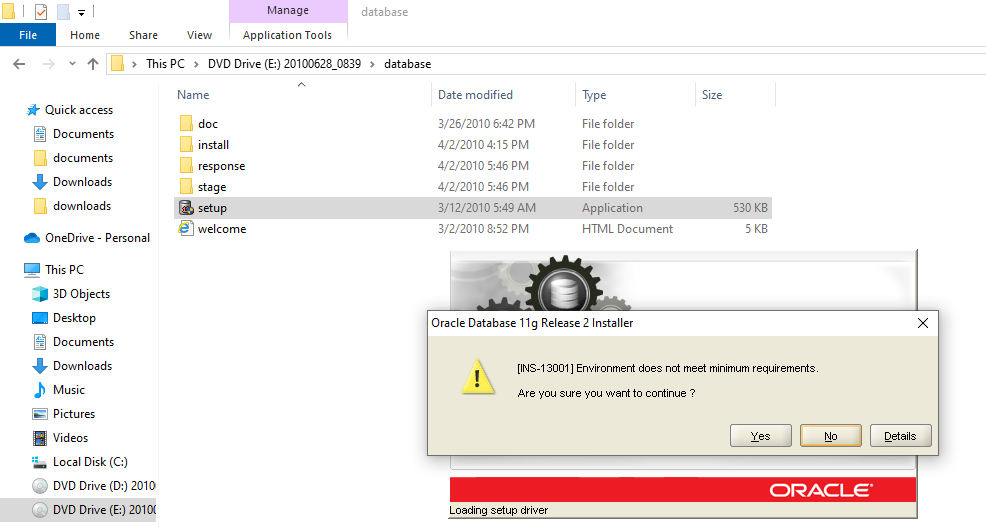 Manage
database
File
Home
Share
View
Application Tools
This PC
DVD Drive (E:) 20100628_0839
database
Name
Date modified
Type
Size
Quick access
Documents
documents
Downloads
downloads
OneDrive - Personal
This PC
3D Objects
Desktop
Documents
Downloads
Music
Pictures
Videos
Local Disk (C:)
DVD Drive (D:) 2010
DVD Drive (E:) 2010
doc 3/26/2010 6:42 PM File folder
install 4/2/2010 4:15 PM File folder
response 4/2/2010 5:46 PM File folder
stage 4/2/2010 5:46 PM File folder
setup 3/12/2010 5:49 AM Application 530 KB
welcome 3/2/2010 8:52 PM HTML Document 5 KB
Oracle Database 11g Release 2 Installer
[INS-13001] Environment does not meet minimum requirements.
Are you sure you want to continue ?
Yes
No
Details
ORACLE
Loading setup driver